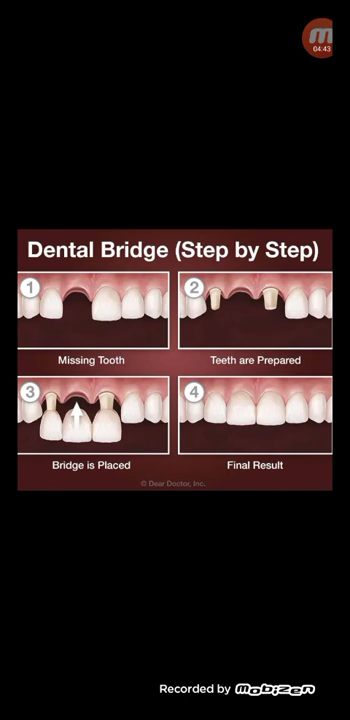 04:43
Dental Bridge (Step by Step)
1
2
Missing Tooth
Teeth are Prepared
3
4
Bridge is Placed
Final Result
© Dear Doctor, Inc.
Recorded by mobizen